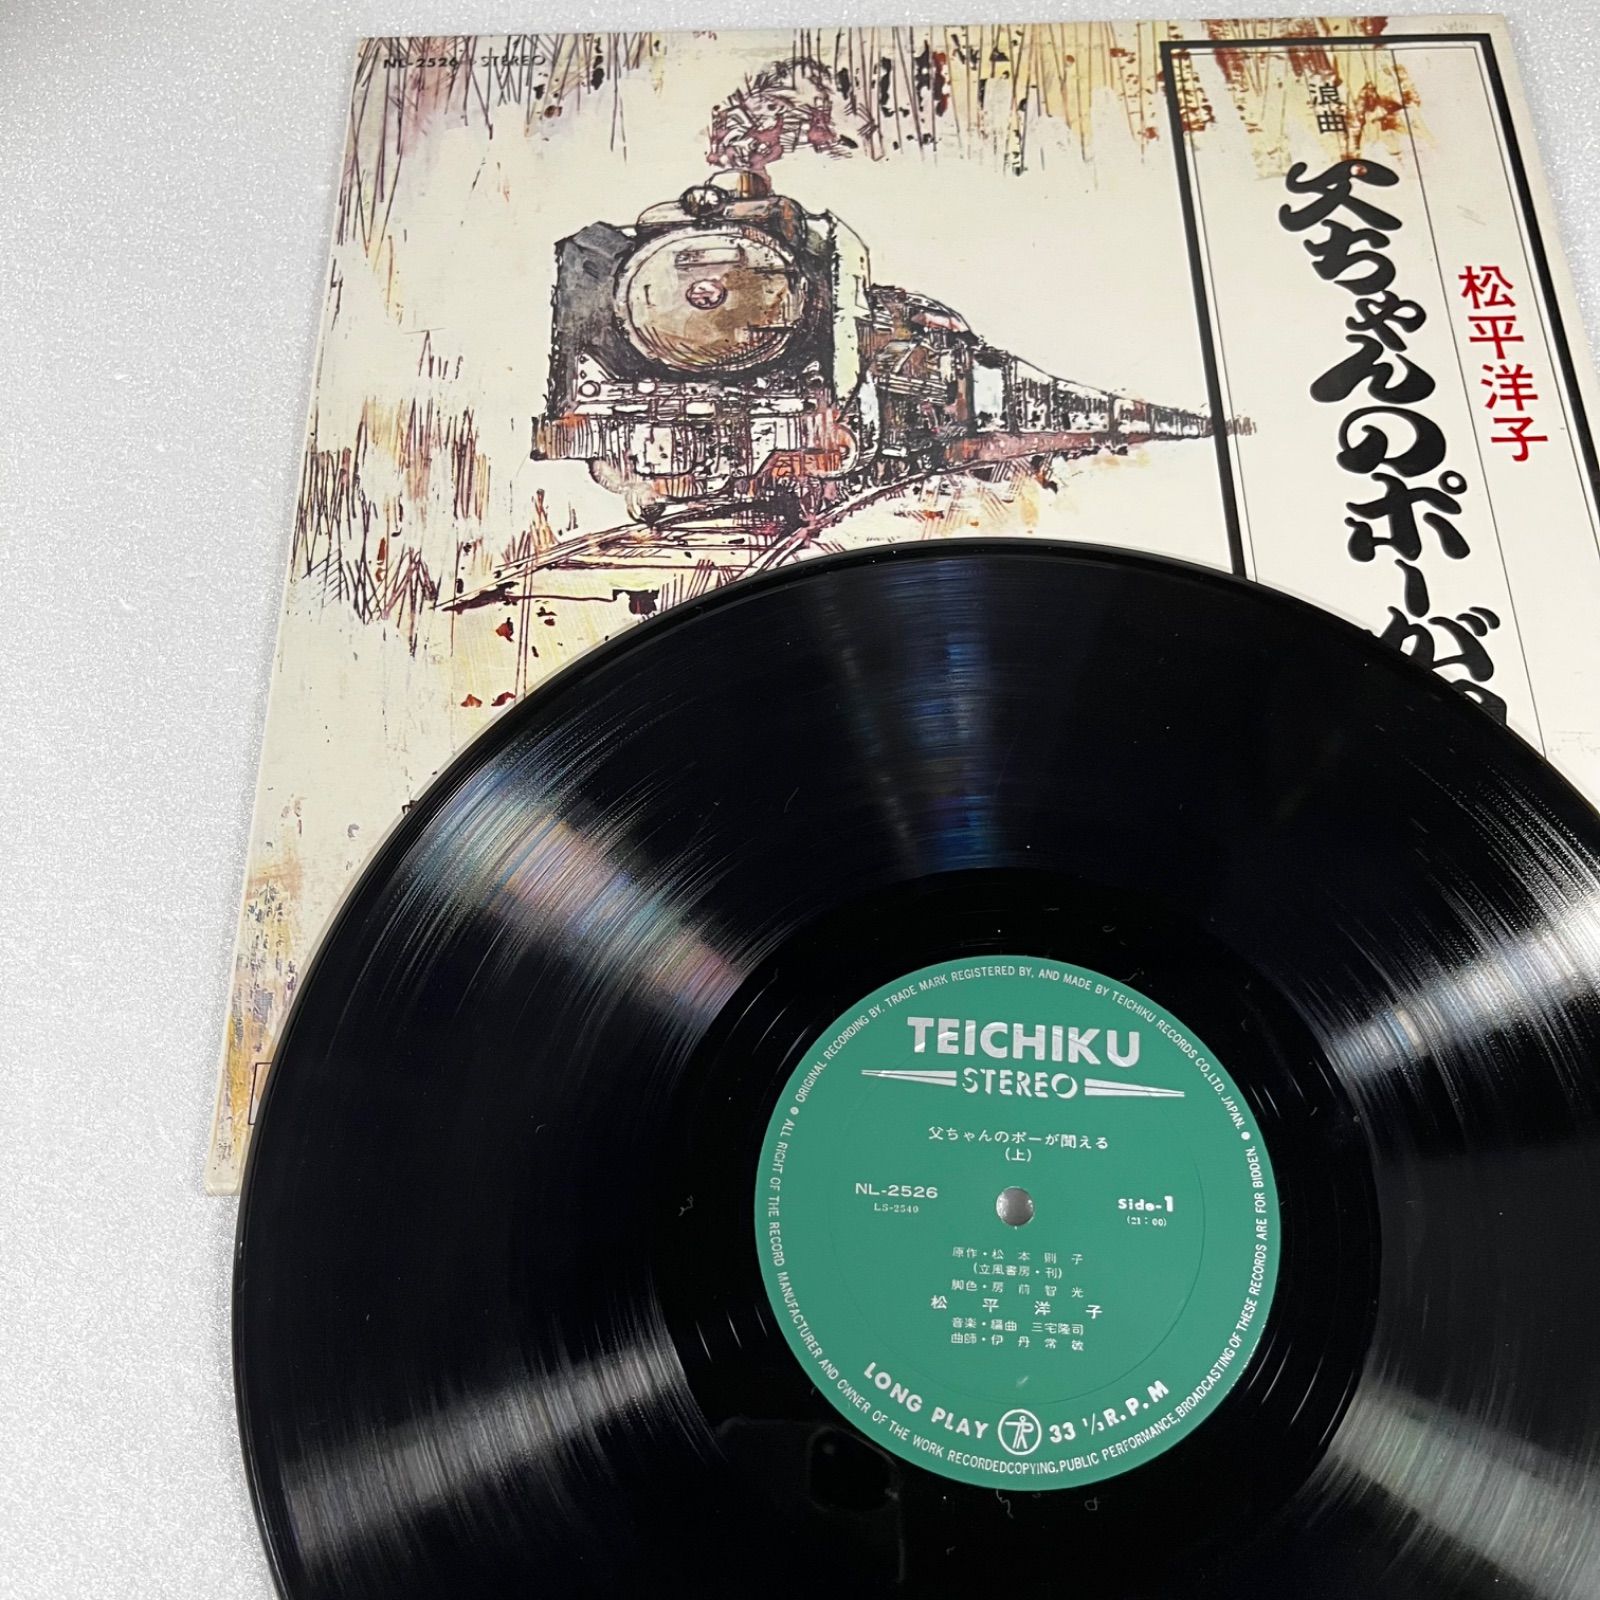 NL-2526 · STEREO
浪曲
父ちゃんのポーが
松平洋子
ORIGINAL RECORDING BY, TRADE MARK REGISTERED BY, AND MADE BY TEICHIKU RECORDS CO., LTD. JAPAN.
TEICHIKU
STEREO
父ちゃんのポーが聞える
(上)
NL-2526
LS-2540
Side-1
(21:00)
原作・松本則子
(立風書房・刊)
脚色・房前智光
松平洋子
音楽・編曲 三宅隆司
曲師・伊丹常敏
LONG PLAY 33 1/3 R.P.M
ALL RIGHT OF THE RECORD MANUFACTURER AND OWNER OF THE WORK RECORDEDCOPYING, PUBLIC PERFORMANCE, BROADCASTING OF THESE RECORDS ARE FOR BIDDEN.